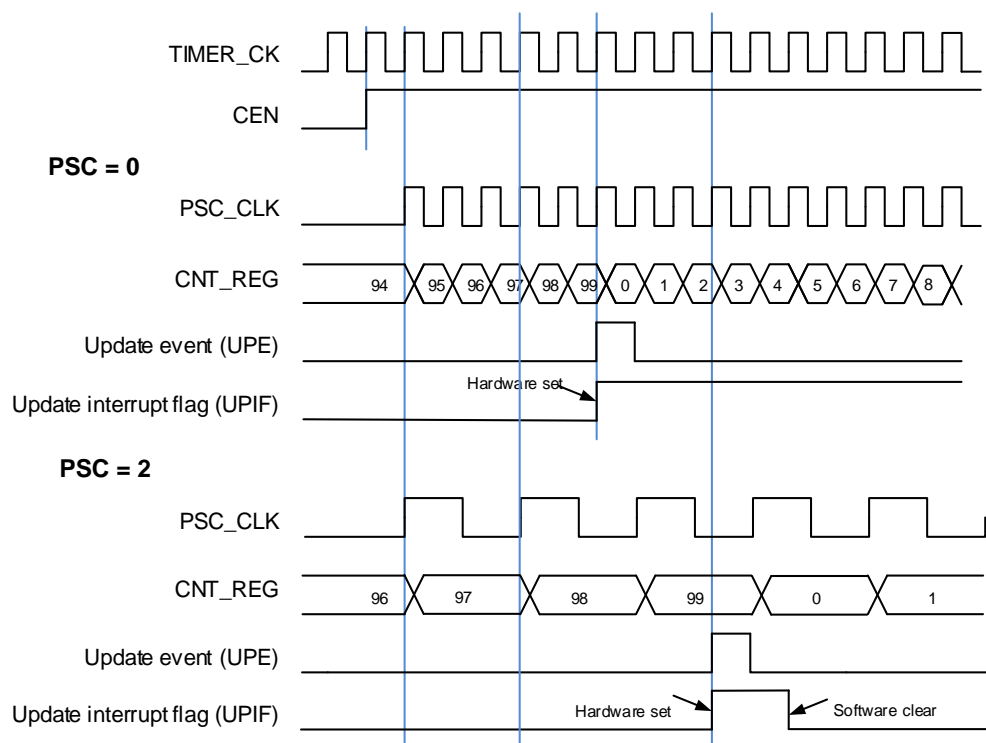 TIMER_CK
CEN
PSC = 0
PSC_CLK
CNT_REG 94 95 96 97 98 99 0 1 2 3 4 5 6 7 8
Update event (UPE)
Hardware set
Update interrupt flag (UPIF)
PSC = 2
PSC_CLK
CNT_REG 96 97 98 99 0 1
Update event (UPE)
Update interrupt flag (UPIF) Hardware set Software clear